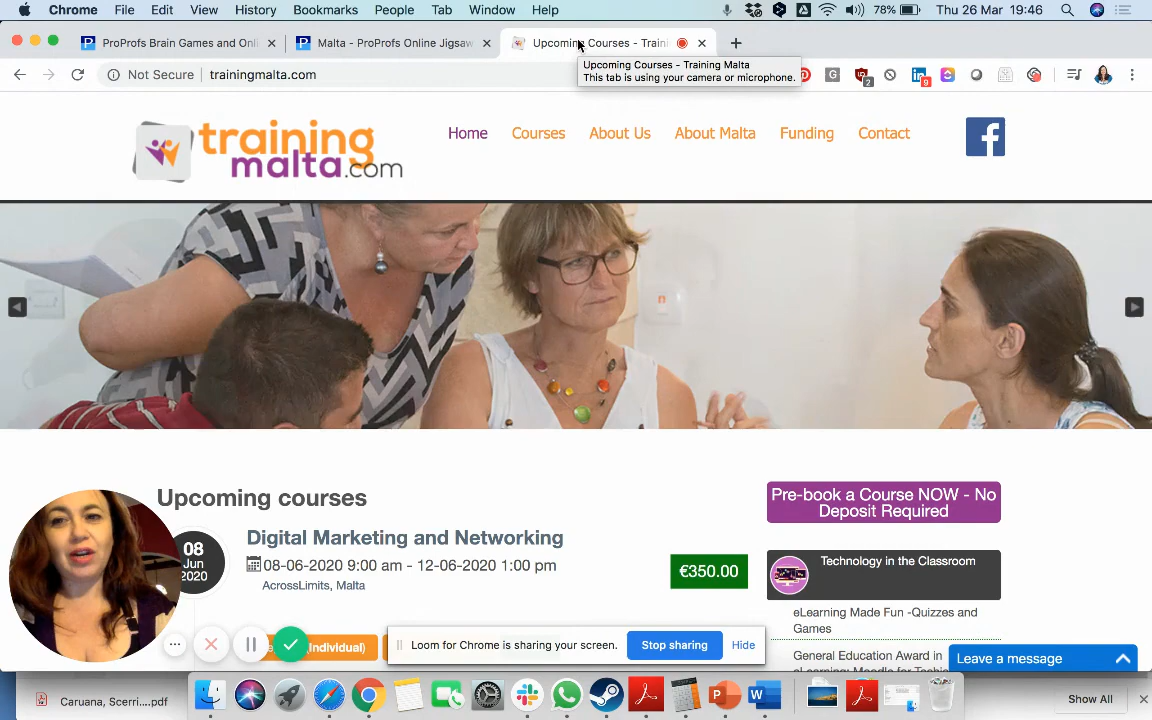 Chrome File Edit View History Bookmarks People Tab Window Help 78% Thu 26 Mar 19:46
ProProfs Brain Games and Onli
Malta - ProProfs Online Jigsaw
Upcoming Courses - Traini
Not Secure trainingmalta.com
Upcoming Courses - Training Malta
This tab is using your camera or microphone.
G
2
9
training
malta.com
Home Courses About Us About Malta Funding Contact
Upcoming courses
08
Jun
2020
Digital Marketing and Networking
08-06-2020 9:00 am - 12-06-2020 1:00 pm
AcrossLimits, Malta
€350.00
Pre-book a Course NOW - No
Deposit Required
Technology in the Classroom
eLearning Made Fun -Quizzes and
Games
General Education Award in
(Individual)
Loom for Chrome is sharing your screen. Stop sharing Hide
Leave a message
Caruana, Scerri....pdf
Show All